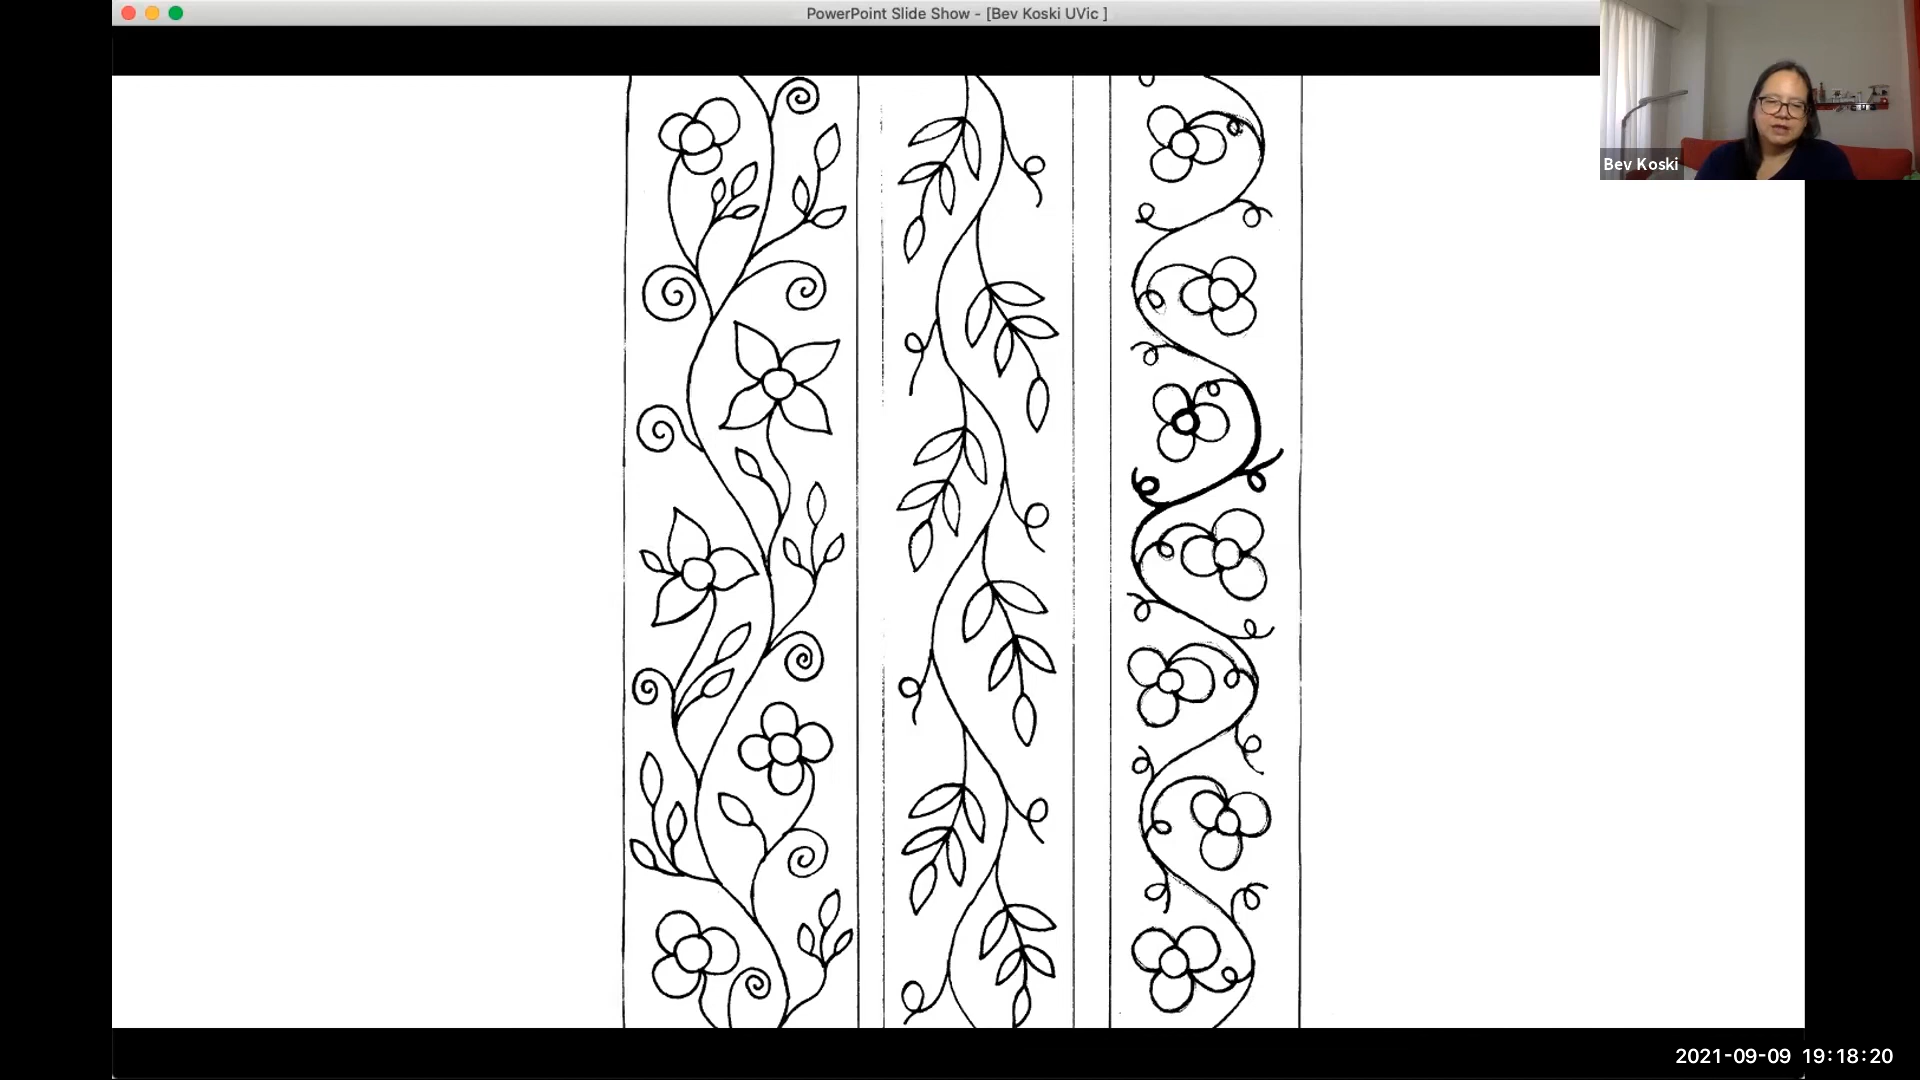 PowerPoint Slide Show - [Bev Koski UVic ]
Bev Koski
2021-09-09 19:18:20